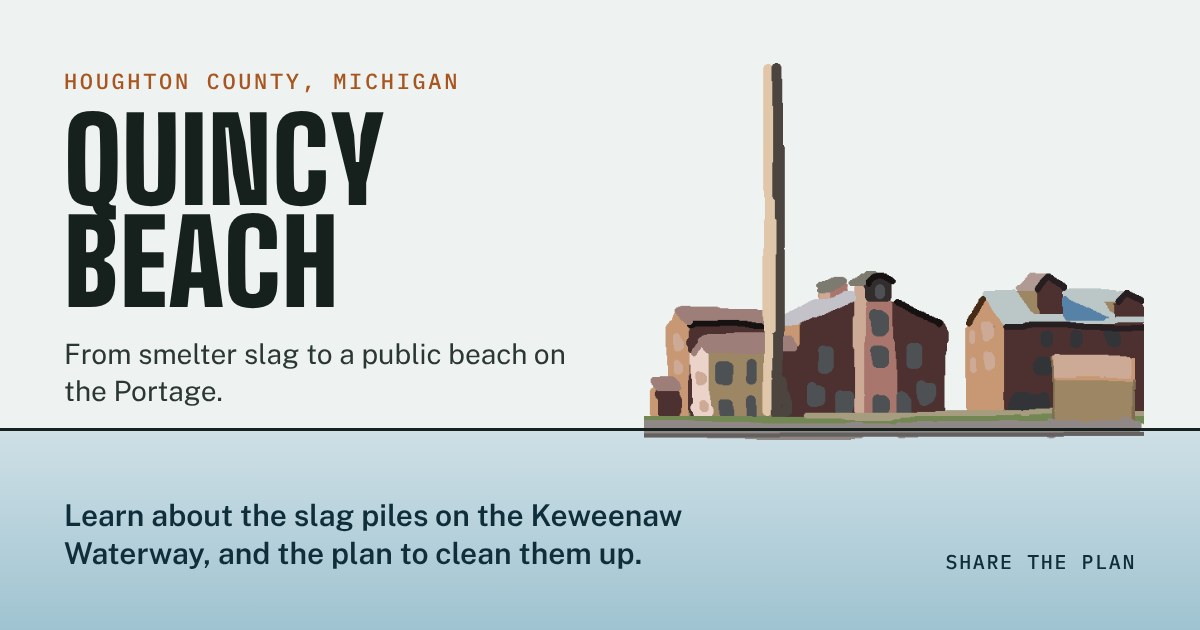 HOUGHTON COUNTY, MICHIGAN
QUINCY
BEACH
From smelter slag to a public beach on
the Portage.
Learn about the slag piles on the Keweenaw
Waterway, and the plan to clean them up.
SHARE THE PLAN